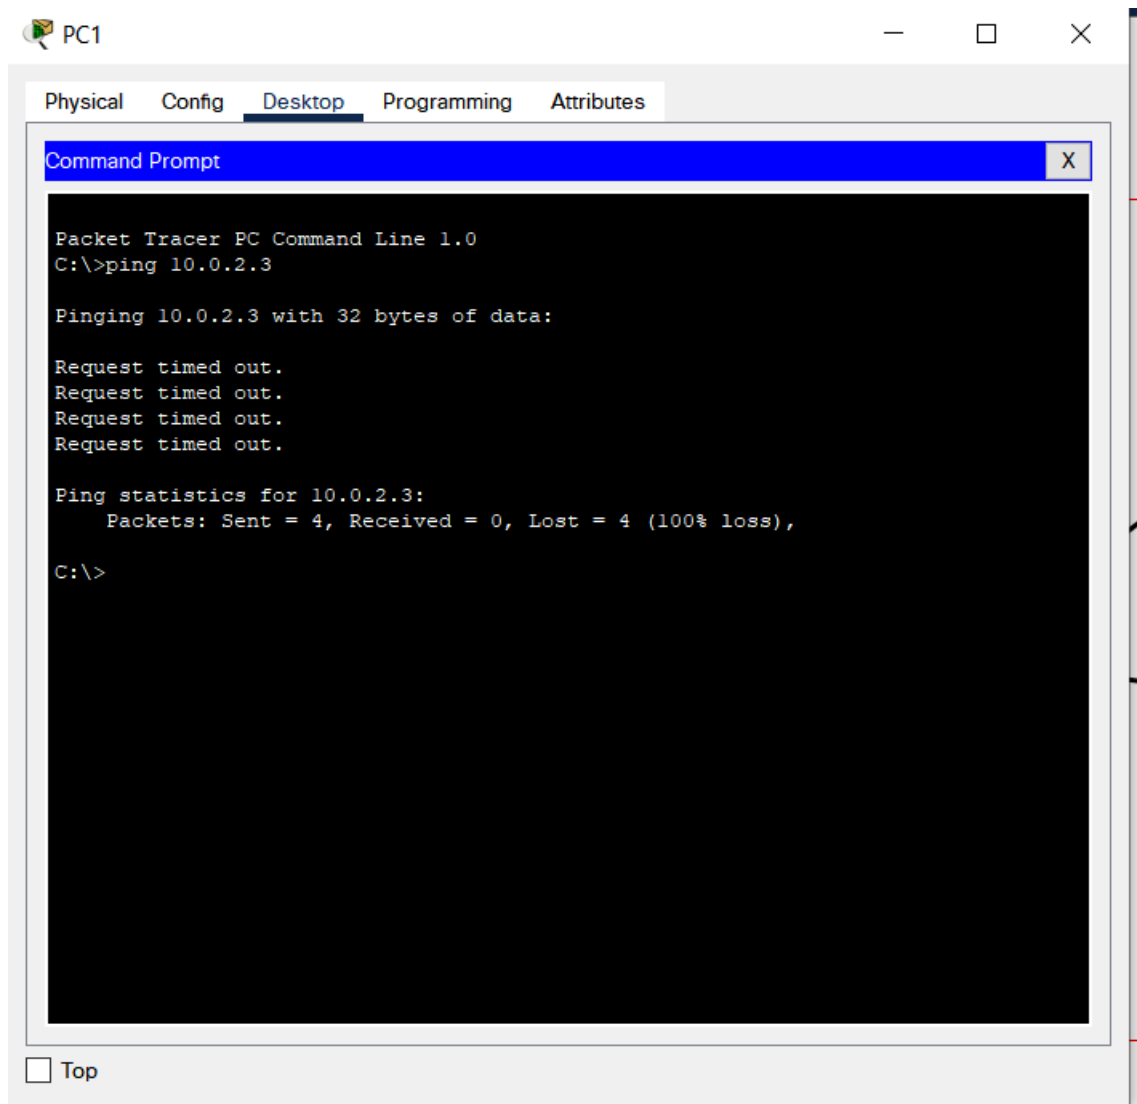 PC1
Physical Config Desktop Programming Attributes
Command Prompt X
Packet Tracer PC Command Line 1.0
C:\>ping 10.0.2.3
Pinging 10.0.2.3 with 32 bytes of data:
Request timed out.
Request timed out.
Request timed out.
Request timed out.
Ping statistics for 10.0.2.3:
    Packets: Sent = 4, Received = 0, Lost = 4 (100% loss),
C:\>
Top